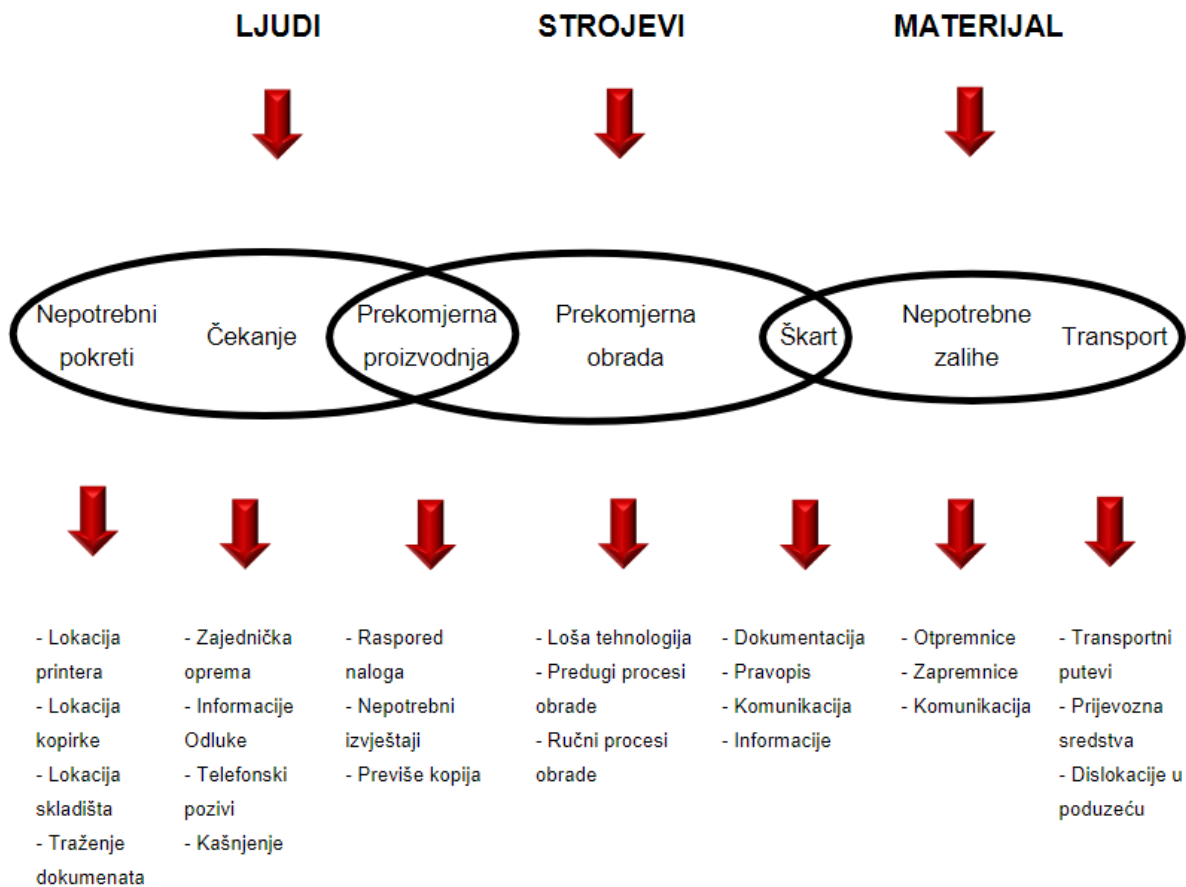 LJUDI
STROJEVI
MATERIJAL
Nepotrebni
pokreti
Čekanje
Prekomjerna
proizvodnja
Prekomjerna
obrada
Škart
Nepotrebne
zalihe
Transport
- Lokacija
printera
- Lokacija
kopirke
- Lokacija
skladišta
- Traženje
dokumenata
- Zajednička
oprema
- Informacije
Odluke
- Telefonski
pozivi
- Kašnjenje
- Raspored
naloga
- Nepotrebni
izvještaji
- Previše kopija
- Loša tehnologija
- Predugi procesi
obrade
- Ručni procesi
obrade
- Dokumentacija
- Pravopis
- Komunikacija
- Informacije
- Otpremnice
- Zapremnice
- Komunikacija
- Transportni
putevi
- Prijevozna
sredstva
- Dislokacije u
poduzeću